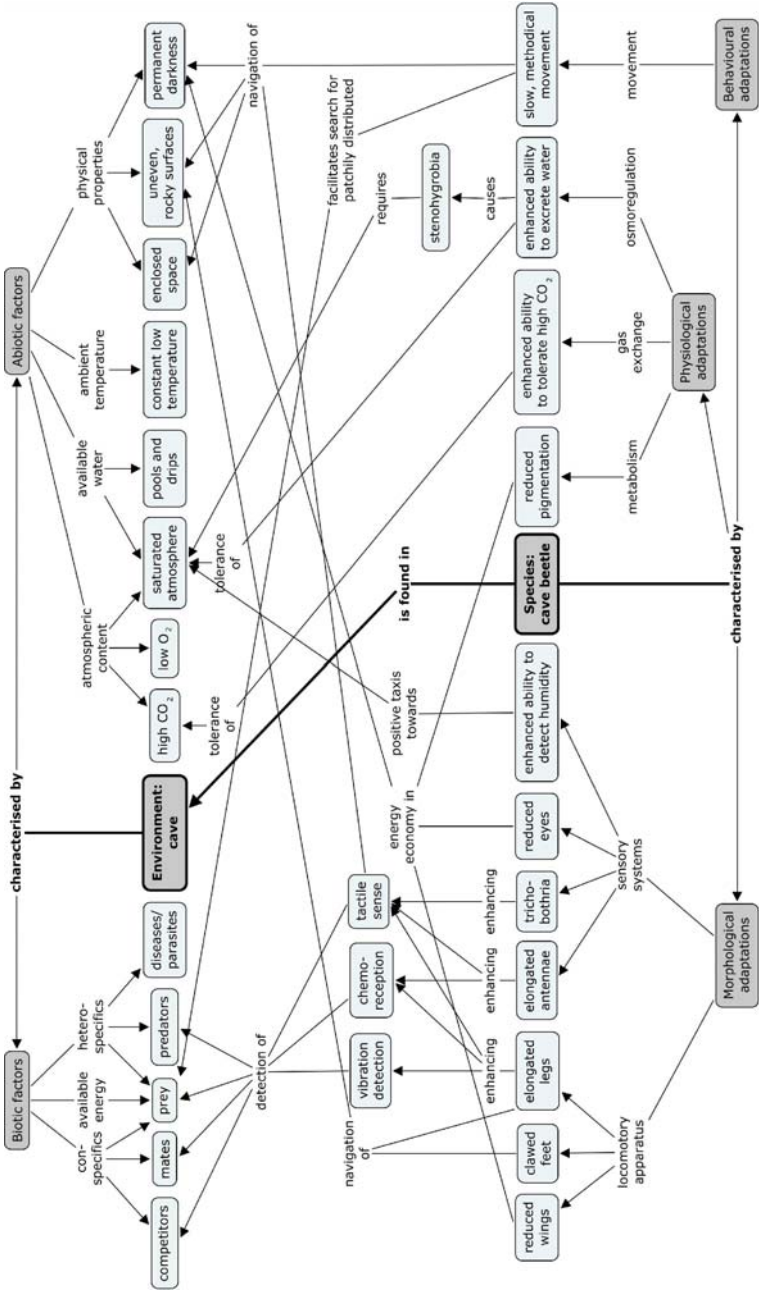 characterised by
Biotic factors
Abiotic factors
con-
specifics
available
energy
hetero-
specifics
atmospheric
content
available
water
ambient
temperature
physical
properties
competitors
mates
prey
predators
diseases/
parasites
Environment:
cave
high CO₂
low O₂
saturated
atmosphere
pools and
drips
constant low
temperature
enclosed
space
uneven,
rocky surfaces
permanent
darkness
detection of
tolerance
of
tolerance
of
navigation of
navigation
of
vibration
detection
chemo-
reception
tactile
sense
energy
economy in
positive taxis
towards
is found in
requires
facilitates search for
patchily distributed
stenohygrobia
enhancing
enhancing
enhancing
causes
reduced
wings
clawed
feet
elongated
legs
elongated
antennae
tricho-
bothria
reduced
eyes
enhanced ability to
detect humidity
Species:
cave beetle
reduced
pigmentation
enhanced ability
to tolerate high CO₂
enhanced ability
to excrete water
slow, methodical
movement
locomotory
apparatus
sensory
systems
metabolism
gas
exchange
osmoregulation
movement
Morphological
adaptations
characterised by
Physiological
adaptations
Behavioural
adaptations